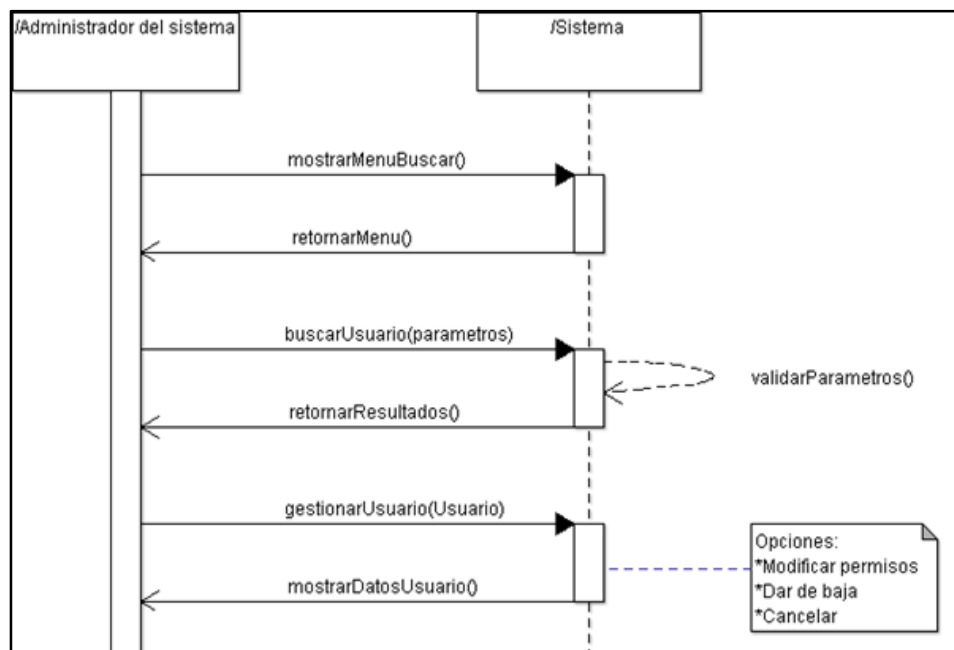 /Administrador del sistema
/Sistema
mostrarMenuBuscar()
retornarMenu()
buscarUsuario(parametros)
validarParametros()
retornarResultados()
gestionarUsuario(Usuario)
Opciones:
*Modificar permisos
*Dar de baja
*Cancelar
mostrarDatosUsuario()